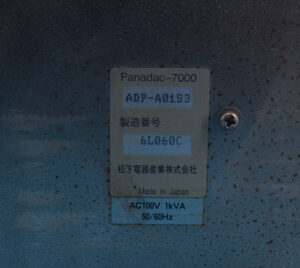 Panadac-7000
ADP-A01S3
製造番号
6L060C
松下電器産業株式会社
Made in Japan
AC100V 1kVA
50/60Hz